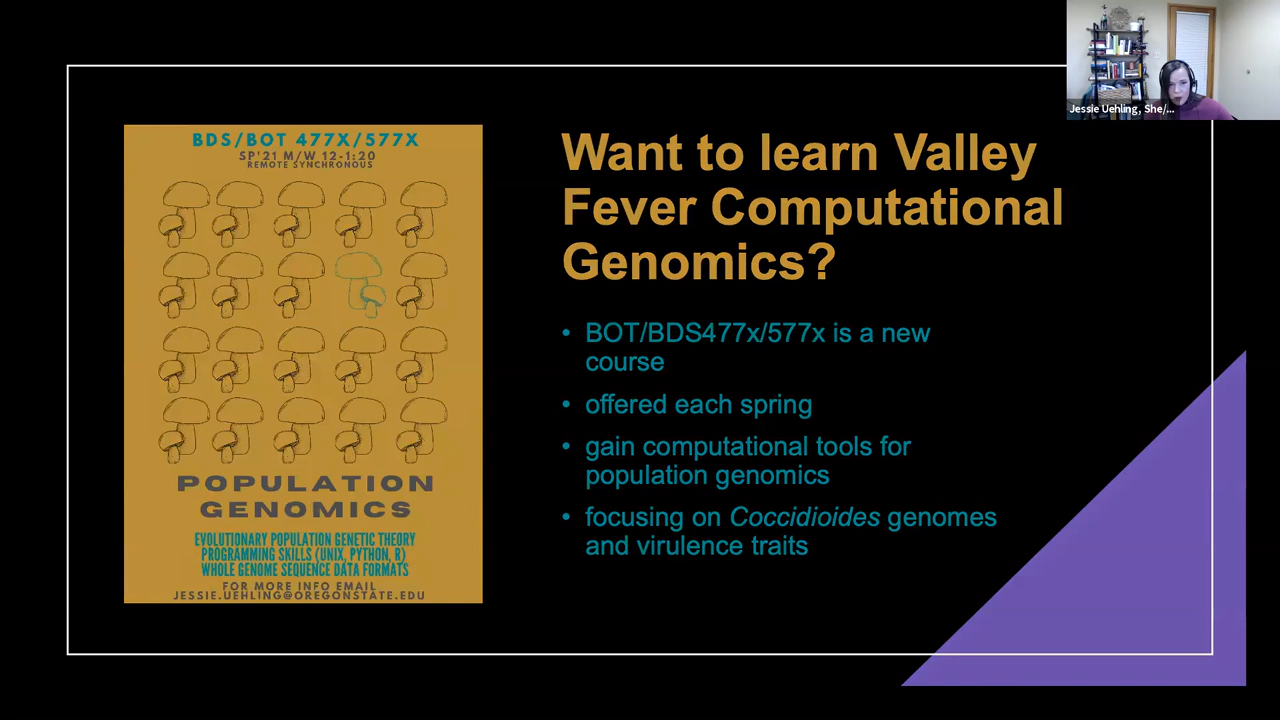 Jessie Uehling, She/...
BDS/BOT 477X/577X
SP'21 M/W 12-1:20
REMOTE SYNCHRONOUS
POPULATION
GENOMICS
EVOLUTIONARY POPULATION GENETIC THEORY
PROGRAMMING SKILLS (UNIX, PYTHON, R)
WHOLE GENOME SEQUENCE DATA FORMATS
FOR MORE INFO EMAIL
JESSIE.UEHLING@OREGONSTATE.EDU
Want to learn Valley
Fever Computational
Genomics?
• BOT/BDS477x/577x is a new
course
• offered each spring
• gain computational tools for
population genomics
• focusing on Coccidioides genomes
and virulence traits